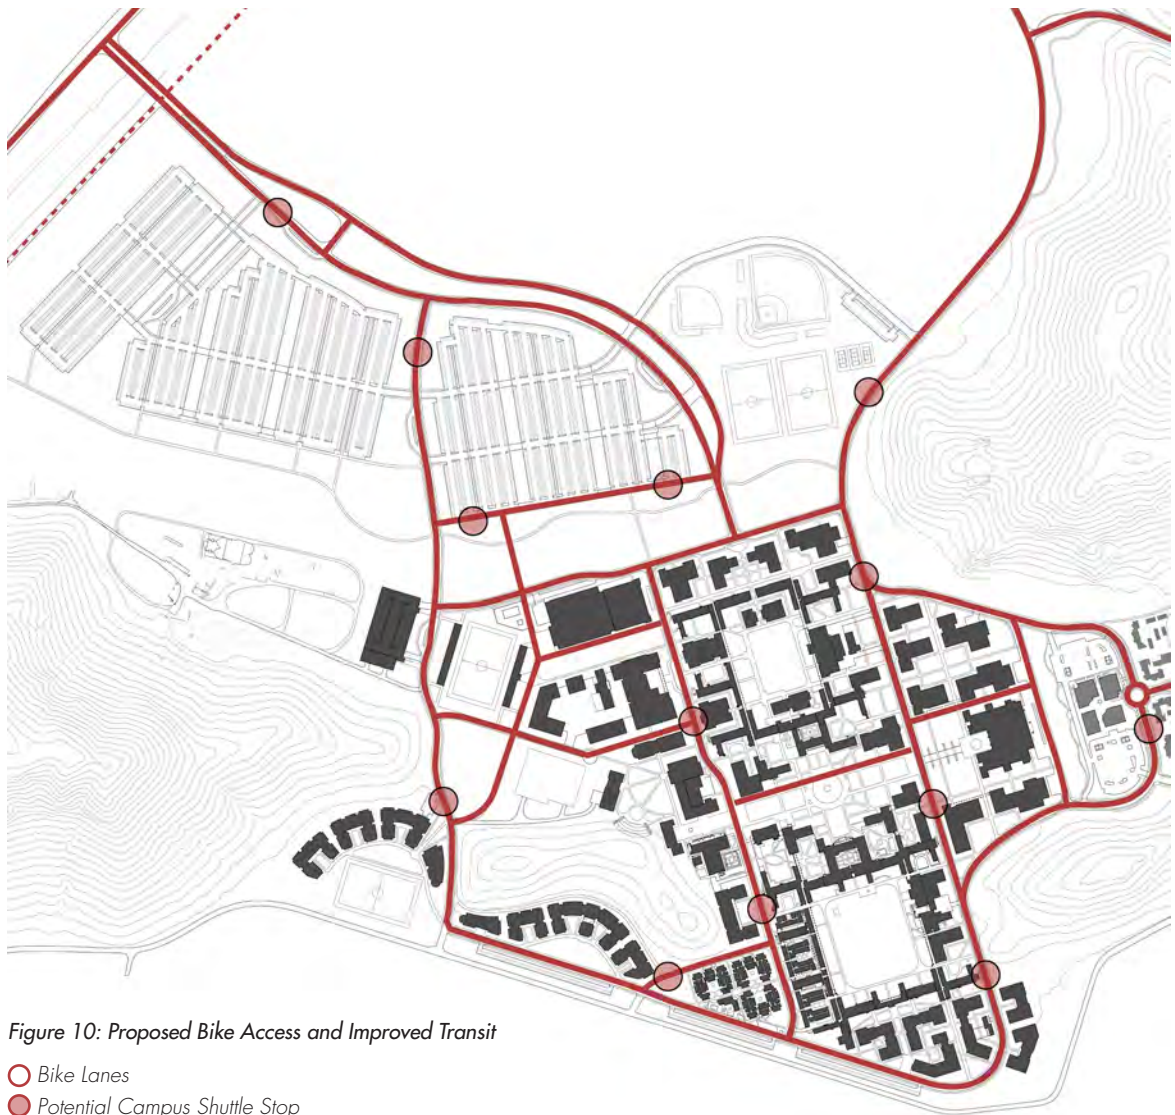 Figure 10: Proposed Bike Access and Improved Transit
Bike Lanes
Potential Campus Shuttle Stop